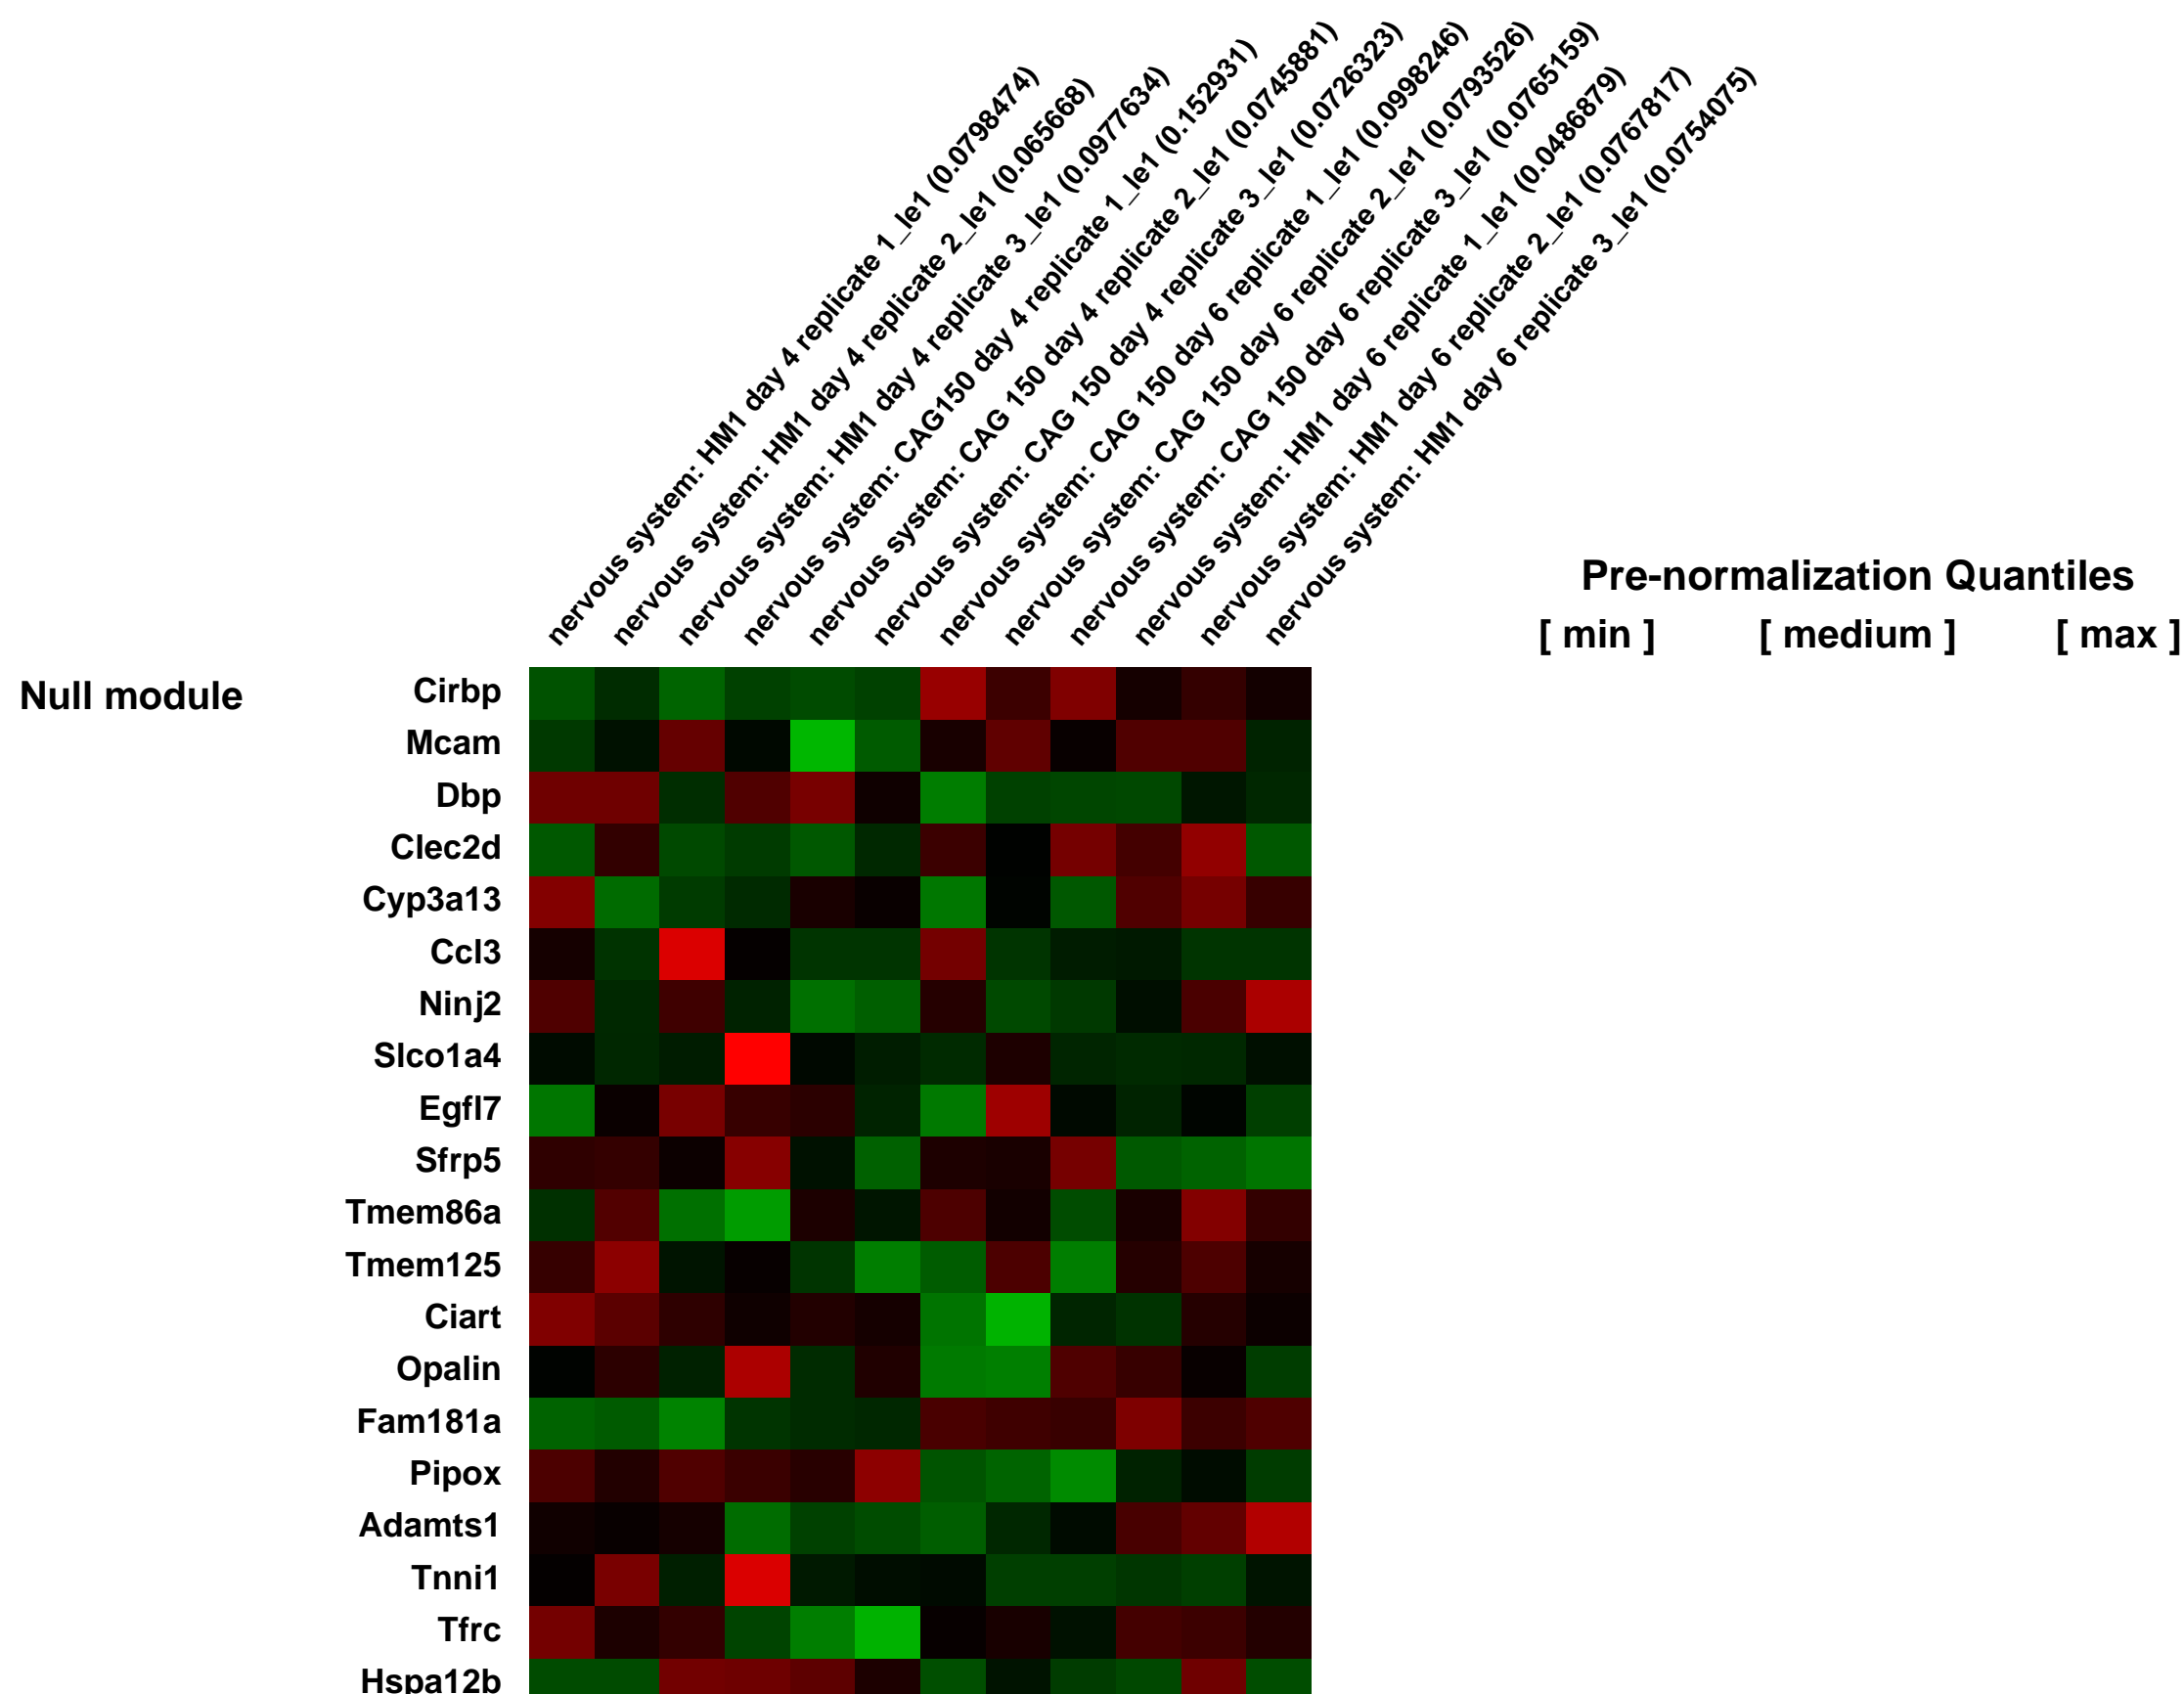 nervous system: HM1 day 4 replicate 1_le1 (0.0798474)
nervous system: HM1 day 4 replicate 2_le1 (0.065668)
nervous system: HM1 day 4 replicate 3_le1 (0.0977634)
nervous system: CAG150 day 4 replicate 1_le1 (0.152931)
nervous system: CAG 150 day 4 replicate 2_le1 (0.0745881)
nervous system: CAG 150 day 4 replicate 3_le1 (0.0726323)
nervous system: CAG 150 day 6 replicate 1_le1 (0.0998246)
nervous system: CAG 150 day 6 replicate 2_le1 (0.0793526)
nervous system: CAG 150 day 6 replicate 3_le1 (0.0765159)
nervous system: HM1 day 6 replicate 1_le1 (0.0486879)
nervous system: HM1 day 6 replicate 2_le1 (0.0767817)
nervous system: HM1 day 6 replicate 3_le1 (0.0754075)
Pre-normalization Quantiles
[ min ] [ medium ] [ max ]
Null module
Cirbp
Mcam
Dbp
Clec2d
Cyp3a13
Ccl3
Ninj2
Slco1a4
Egfl7
Sfrp5
Tmem86a
Tmem125
Ciart
Opalin
Fam181a
Pipox
Adamts1
Tnni1
Tfrc
Hspa12b